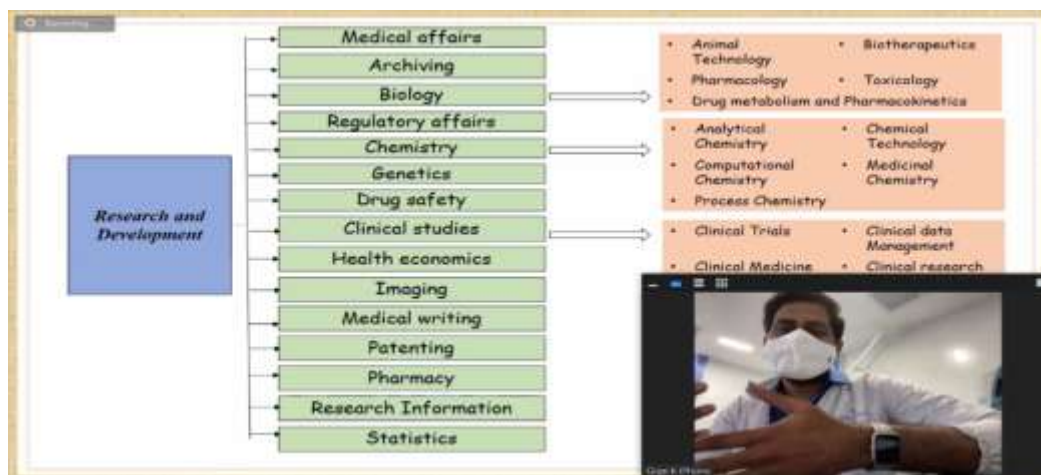 Research and
Development
Medical affairs
Archiving
Biology
Regulatory affairs
Chemistry
Genetics
Drug safety
Clinical studies
Health economics
Imaging
Medical writing
Patenting
Pharmacy
Research Information
Statistics
• Animal Technology
• Biotherapeutics
• Pharmacology
• Toxicology
• Drug metabolism and Pharmacokinetics
• Analytical Chemistry
• Chemical Technology
• Computational Chemistry
• Medicinal Chemistry
• Process Chemistry
• Clinical Trials
• Clinical data Management
• Clinical Medicine
• Clinical research